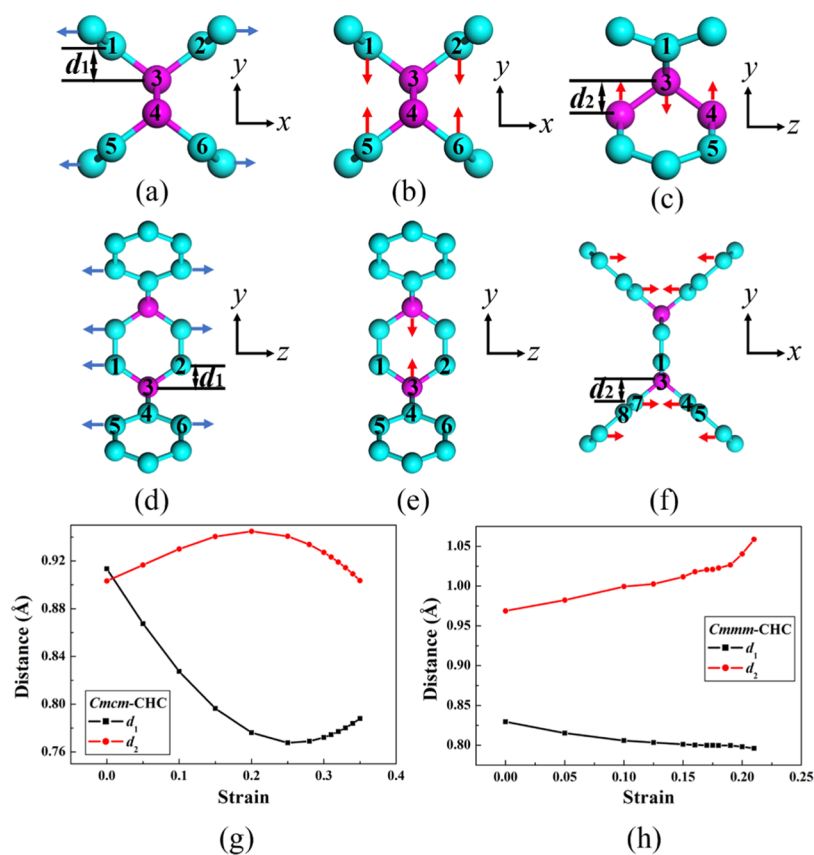 1 2 y
d1 3
4 x
5 6
(a)
1 2 y
3
4 x
5 6
(b)
1 y
3
d2 4 z
5
(c)
y
z
1 2
3 d1
4
5 6
(d)
y
z
1 2
3
4
5 6
(e)
y
x
1
3
d2 7 4
8 5
(f)
(g)
Distance (Å)
0.92
0.88
0.84
0.80
0.76
Cmcm-CHC
d1
d2
0.0 0.1 0.2 0.3 0.4
Strain
(h)
Distance (Å)
1.05
1.00
0.95
0.90
0.85
0.80
Cmmm-CHC
d1
d2
0.00 0.05 0.10 0.15 0.20 0.25
Strain